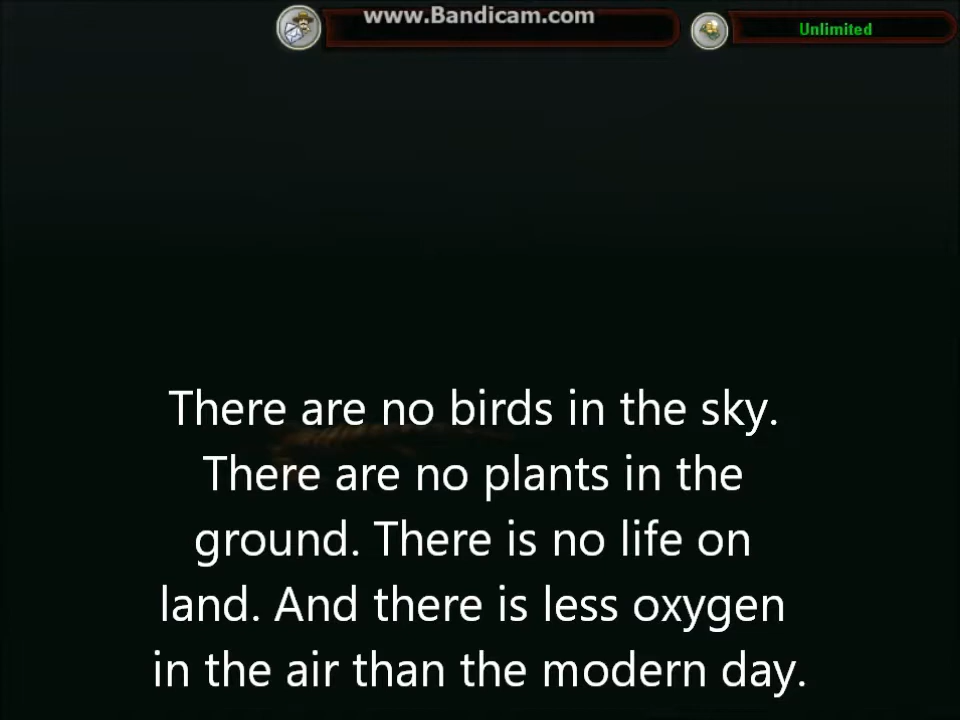 www.Bandicam.com
Unlimited
There are no birds in the sky.
There are no plants in the
ground. There is no life on
land. And there is less oxygen
in the air than the modern day.